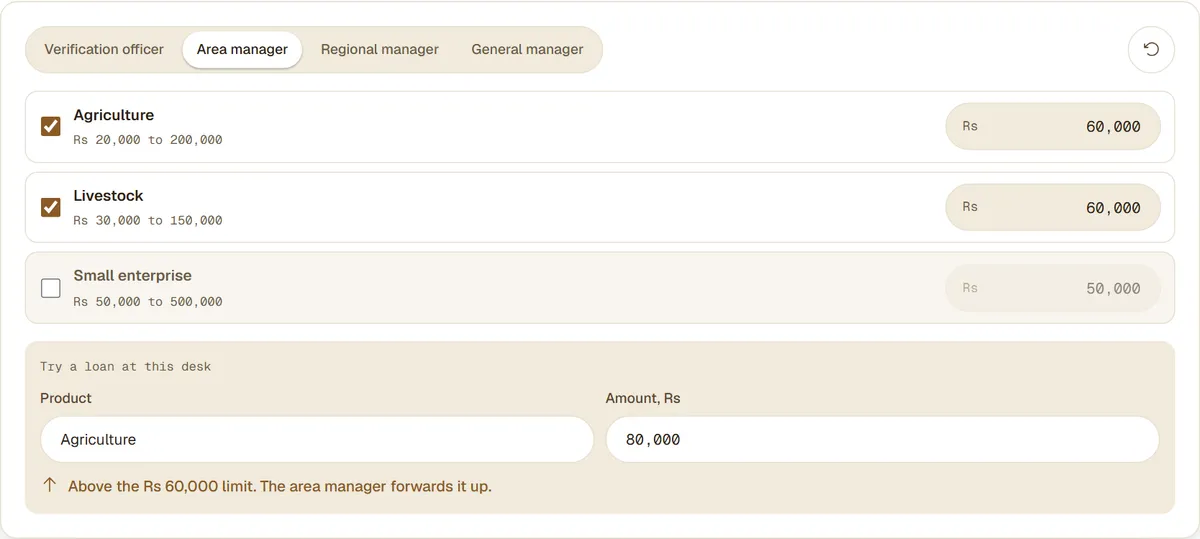 Verification officer Area manager Regional manager General manager
Agriculture
Rs 20,000 to 200,000
Rs 60,000
Livestock
Rs 30,000 to 150,000
Rs 60,000
Small enterprise
Rs 50,000 to 500,000
Rs 50,000
Try a loan at this desk
Product
Agriculture
Amount, Rs
80,000
↑ Above the Rs 60,000 limit. The area manager forwards it up.